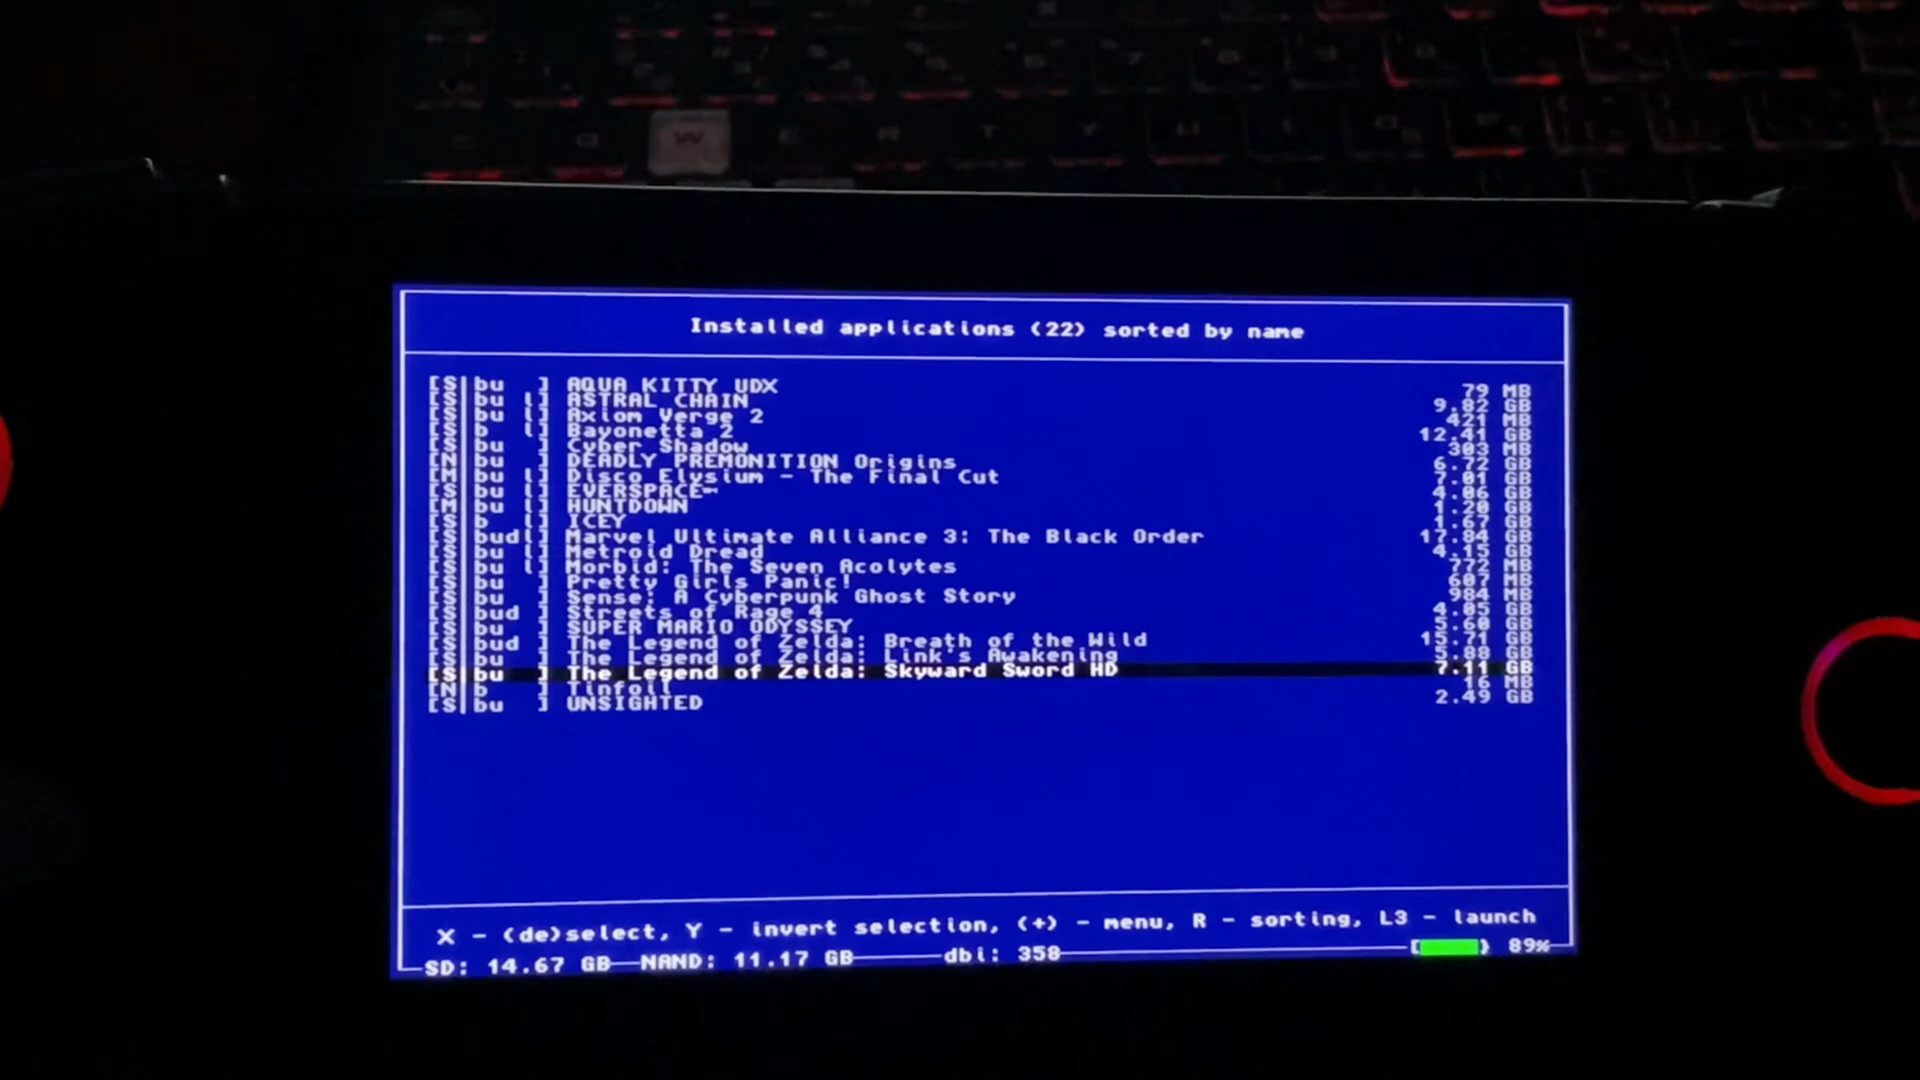 W E R T Y U
Installed applications (22) sorted by name
[S|bu  ] AQUA KITTY UDX 79 MB
[S|bu l] ASTRAL CHAIN 9.82 GB
[S|bu l] Axiom Verge 2 421 MB
[S|b  l] Bayonetta 2 12.41 GB
[S|bu  ] Cyber Shadow 303 MB
[N|bu  ] DEADLY PREMONITION Origins 6.72 GB
[M|bu l] Disco Elysium - The Final Cut 7.01 GB
[S|bu l] EVERSPACE™ 4.06 GB
[M|bu l] HUNTDOWN 1.20 GB
[S|b  l] ICEY 1.67 GB
[S|budl] Marvel Ultimate Alliance 3: The Black Order 17.84 GB
[S|bu l] Metroid Dread 4.15 GB
[S|bu l] Morbid: The Seven Acolytes 772 MB
[S|bu  ] Pretty Girls Panic! 607 MB
[S|bu  ] Sense: A Cyberpunk Ghost Story 984 MB
[S|bud ] Streets of Rage 4 4.05 GB
[S|bu  ] SUPER MARIO ODYSSEY 5.60 GB
[S|bud ] The Legend of Zelda: Breath of the Wild 15.71 GB
[S|bu  ] The Legend of Zelda: Link's Awakening 5.88 GB
[S|bu  ] The Legend of Zelda: Skyward Sword HD 7.11 GB
[N|b   ] Tinfoil 16 MB
[S|bu  ] UNSIGHTED 2.49 GB
X - (de)select, Y - invert selection, (+) - menu, R - sorting, L3 - launch
SD: 14.67 GB NAND: 11.17 GB dbi: 358 89%